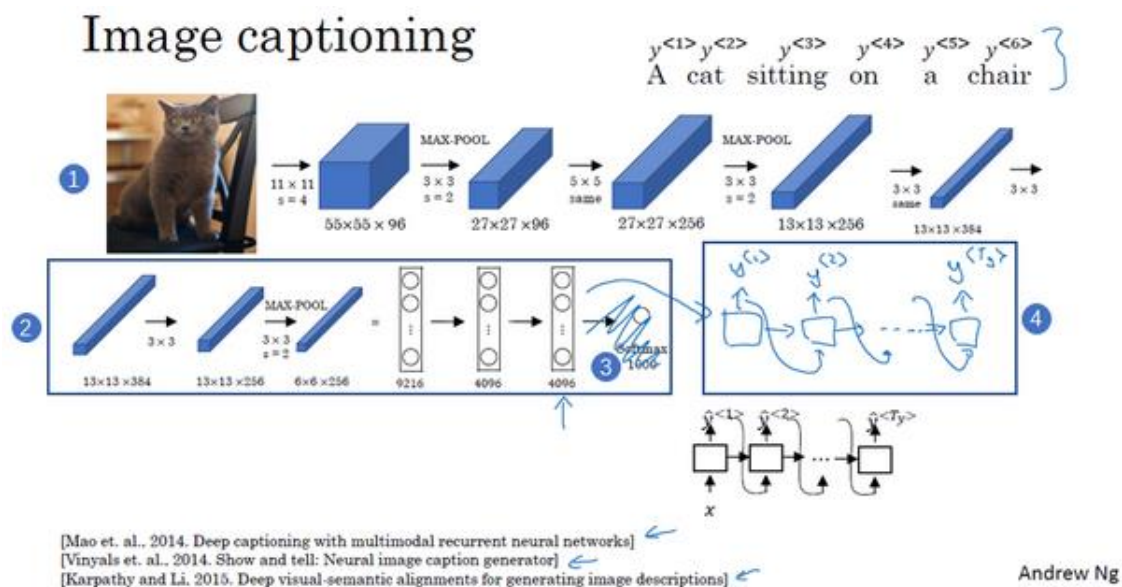 Image captioning
y<1> y<2> y<3> y<4> y<5> y<6>
A cat sitting on a chair
1
MAX-POOL
MAX-POOL
11 × 11
s = 4
3 × 3
s = 2
5 × 5
same
3 × 3
s = 2
3 × 3
same
3 × 3
55×55 × 96
27×27 ×96
27×27 ×256
13×13 ×256
13×13 ×384
2
MAX-POOL
3 × 3
3 × 3
s = 2
=
3
Softmax
1000
13×13 ×384
13×13 ×256
6×6 ×256
9216
4096
4096
y<1> y<2> y<Ty>
4
ŷ<1> ŷ<2> ŷ<Ty>
x
[Mao et. al., 2014. Deep captioning with multimodal recurrent neural networks]
[Vinyals et. al., 2014. Show and tell: Neural image caption generator]
[Karpathy and Li, 2015. Deep visual-semantic alignments for generating image descriptions]
Andrew Ng